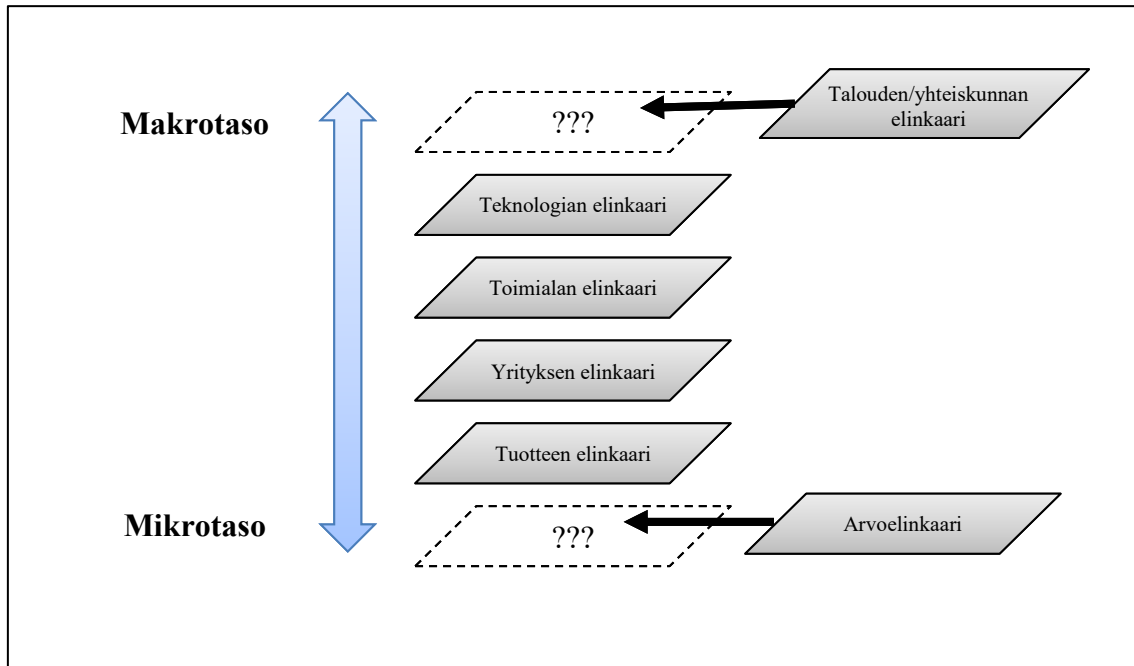 Makrotaso
???
Talouden/yhteiskunnan
elinkaari
Teknologian elinkaari
Toimialan elinkaari
Yrityksen elinkaari
Tuotteen elinkaari
Mikrotaso
???
Arvoelinkaari